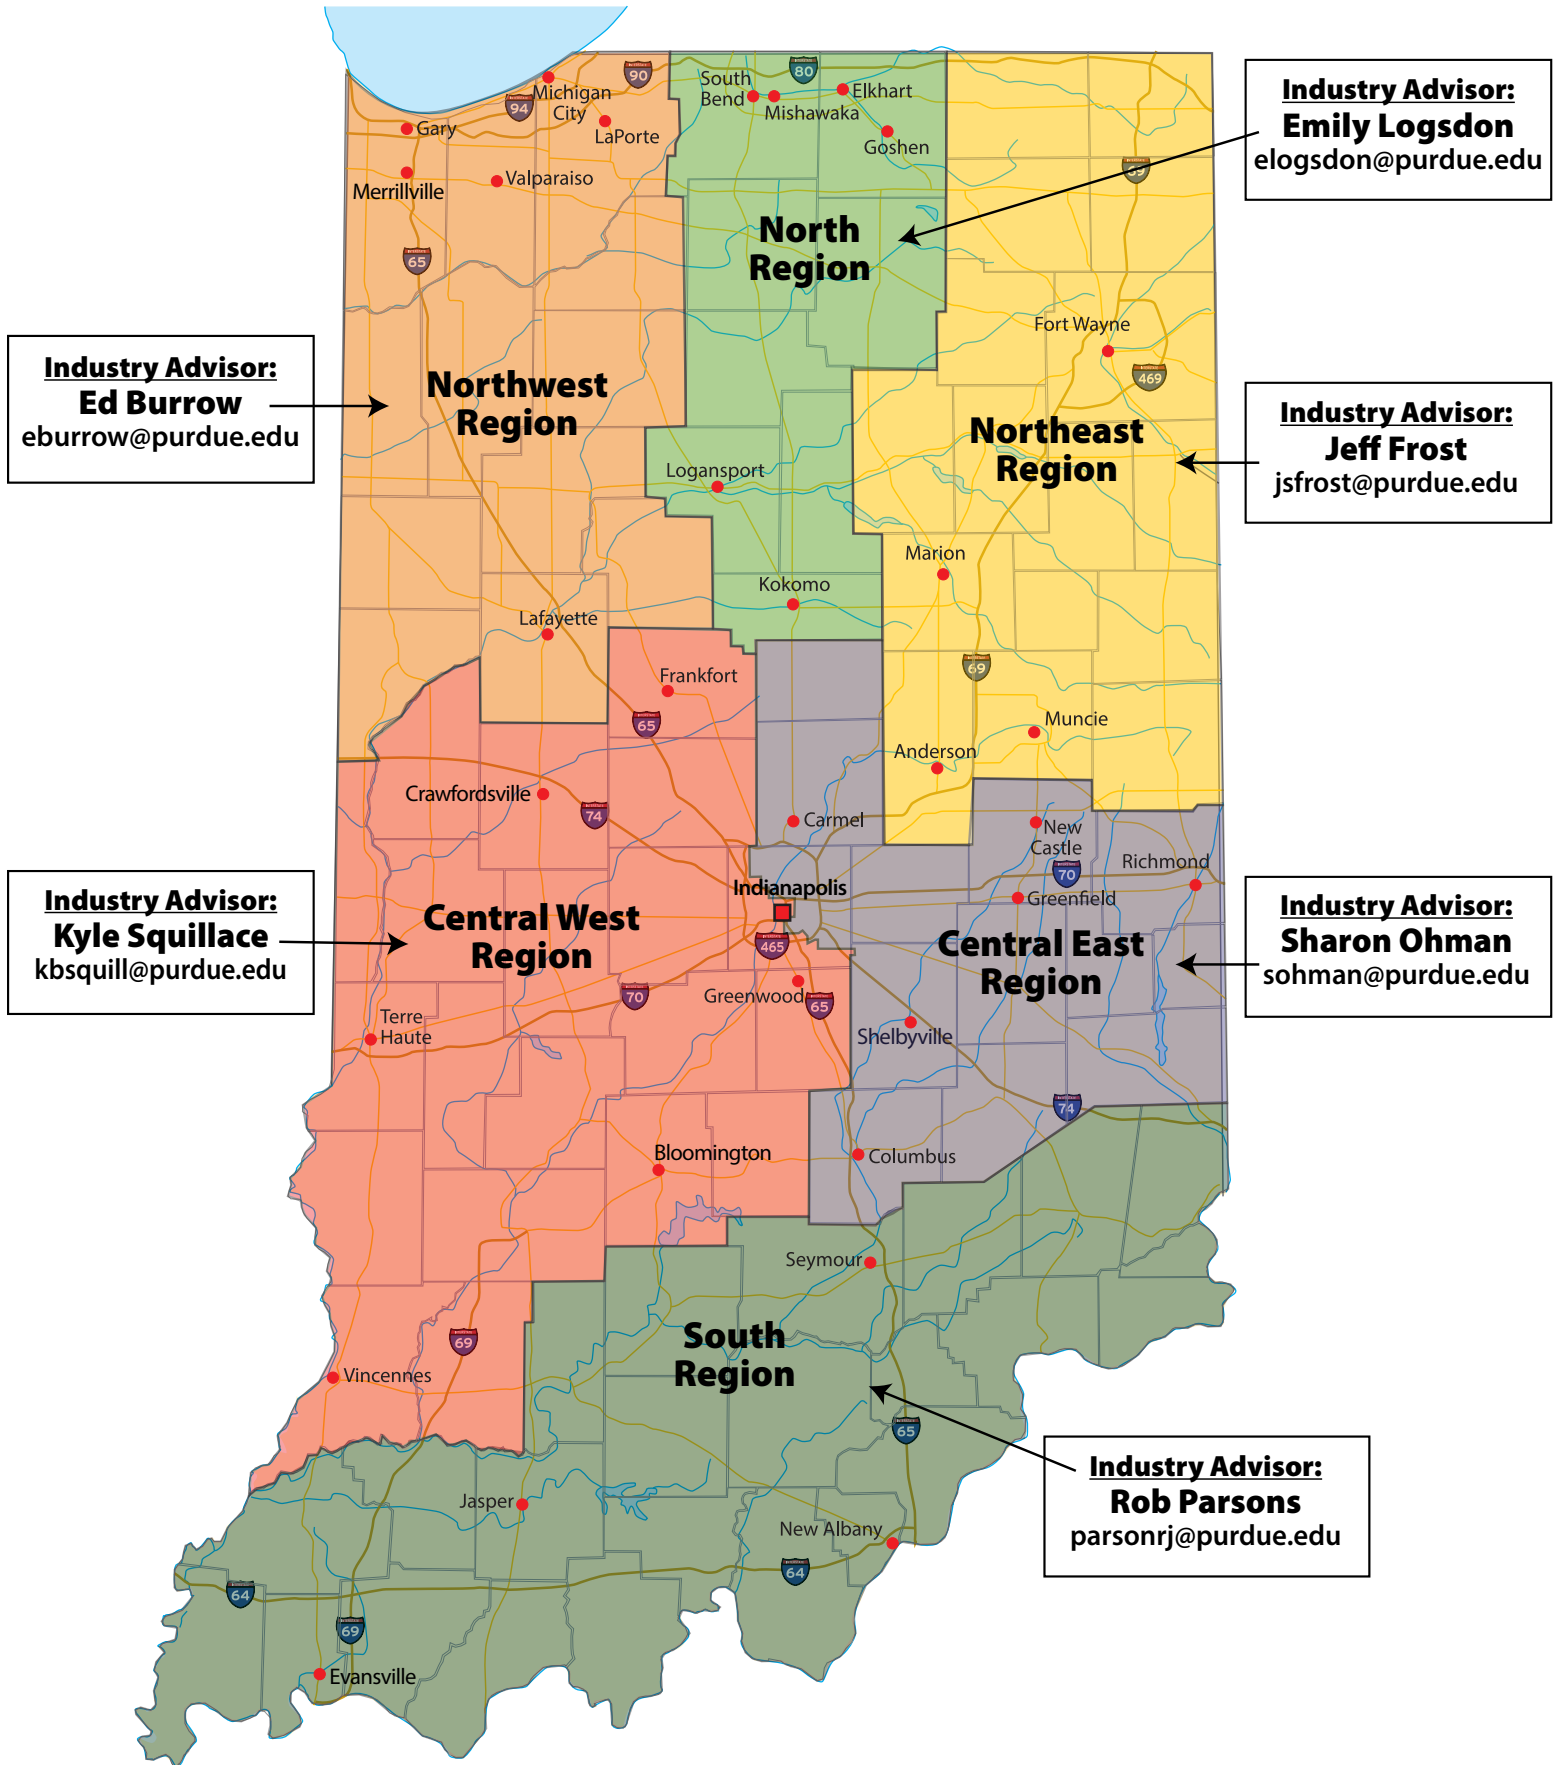 90
South
Bend
80
Elkhart
Mishawaka
Goshen
Michigan
City
94
LaPorte
Gary
Merrillville
Valparaiso
69
Industry Advisor:
Emily Logsdon
elogsdon@purdue.edu
North
Region
65
Fort Wayne
469
Industry Advisor:
Ed Burrow
eburrow@purdue.edu
Northwest
Region
Northeast
Region
Industry Advisor:
Jeff Frost
jsfrost@purdue.edu
Logansport
Marion
Kokomo
Lafayette
69
Frankfort
65
Muncie
Anderson
Crawfordsville
74
Carmel
New
Castle
70
Richmond
Indianapolis
Greenfield
Industry Advisor:
Kyle Squillace
kbsquill@purdue.edu
Central West
Region
465
Central East
Region
Industry Advisor:
Sharon Ohman
sohman@purdue.edu
70
Greenwood
65
Terre
Haute
Shelbyville
74
Bloomington
Columbus
Seymour
69
South
Region
Vincennes
65
Industry Advisor:
Rob Parsons
parsonrj@purdue.edu
Jasper
New Albany
64
64
69
Evansville